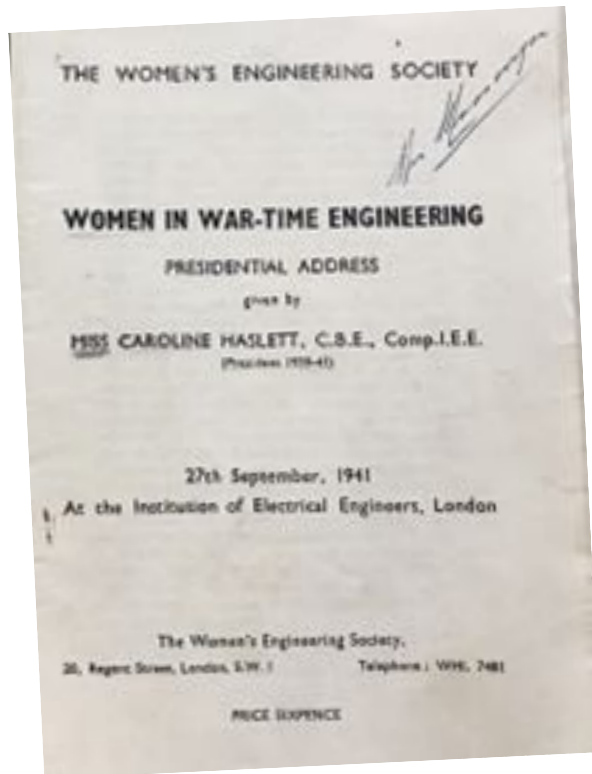 THE WOMEN'S ENGINEERING SOCIETY
WOMEN IN WAR-TIME ENGINEERING
PRESIDENTIAL ADDRESS
given by
MISS CAROLINE HASLETT, C.B.E., Comp.I.E.E.
(President 1939-41)
27th September, 1941
At the Institution of Electrical Engineers, London
The Women's Engineering Society,
20, Regent Street, London, S.W. 1 Telephone: WHI. 7481
PRICE SIXPENCE